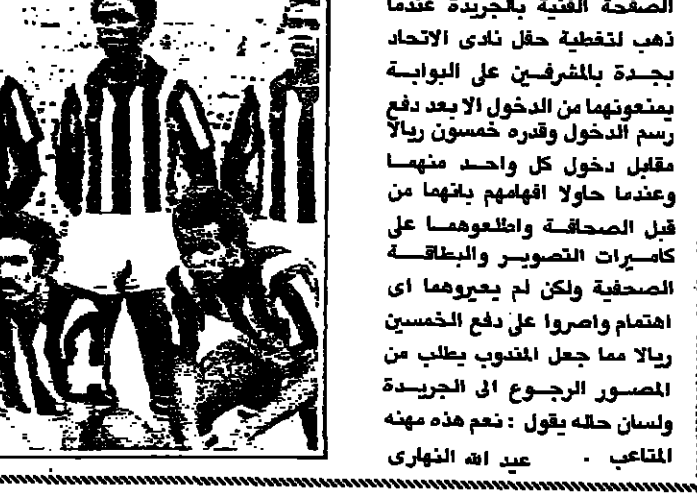 الصفحة الفنية بالجريدة عندما
ذهب لتغطية حفل نادى الاتحاد
بجدة بالمشرفين على البوابة
يمنعونهما من الدخول الا بعد دفع
رسم الدخول وقدره خمسون ريالا
مقابل دخول كل واحد منهما
وعندما حاولا افهامهم بانهما من
قبل الصحافة واطلعوهما على
كاميرات التصوير والبطاقة
الصحفية ولكن لم يعيروهما اى
اهتمام واصروا على دفع الخمسين
ريالا مما جعل المندوب يطلب من
المصور الرجوع الى الجريدة
ولسان حاله يقول : نعم هذه مهنه
المتاعب .
عبد الله النهارى